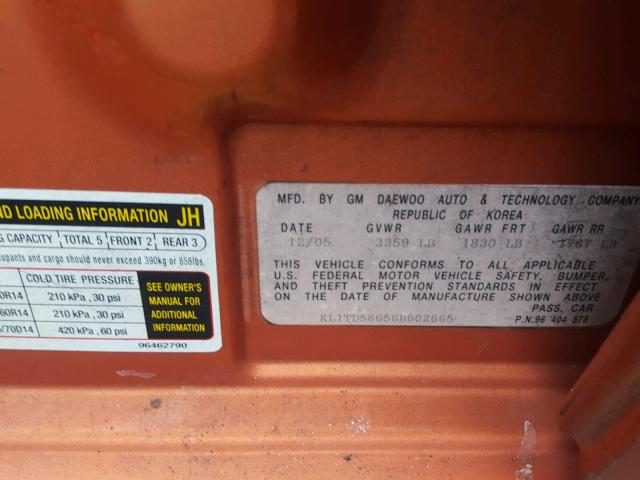 ND LOADING INFORMATION JH
G CAPACITY TOTAL 5 FRONT 2 REAR 3
upants and cargo should never exceed 390kg or 858lbs.
COLD TIRE PRESSURE
0R14 210 kPa , 30 psi
60R14 210 kPa , 30 psi
/70D14 420 kPa , 60 psi
SEE OWNER'S
MANUAL FOR
ADDITIONAL
INFORMATION
96462790
MFD. BY GM DAEWOO AUTO & TECHNOLOGY COMPANY
REPUBLIC OF KOREA
DATE GVWR GAWR FRT GAWR RR
12/05 3359 LB 1830 LB 1767 LB
THIS VEHICLE CONFORMS TO ALL APPLICABLE
U.S. FEDERAL MOTOR VEHICLE SAFETY, BUMPER,
AND THEFT PREVENTION STANDARDS IN EFFECT
ON THE DATE OF MANUFACTURE SHOWN ABOVE
PASS. CAR
KL1TD56656B602665
P.N.96 404 878